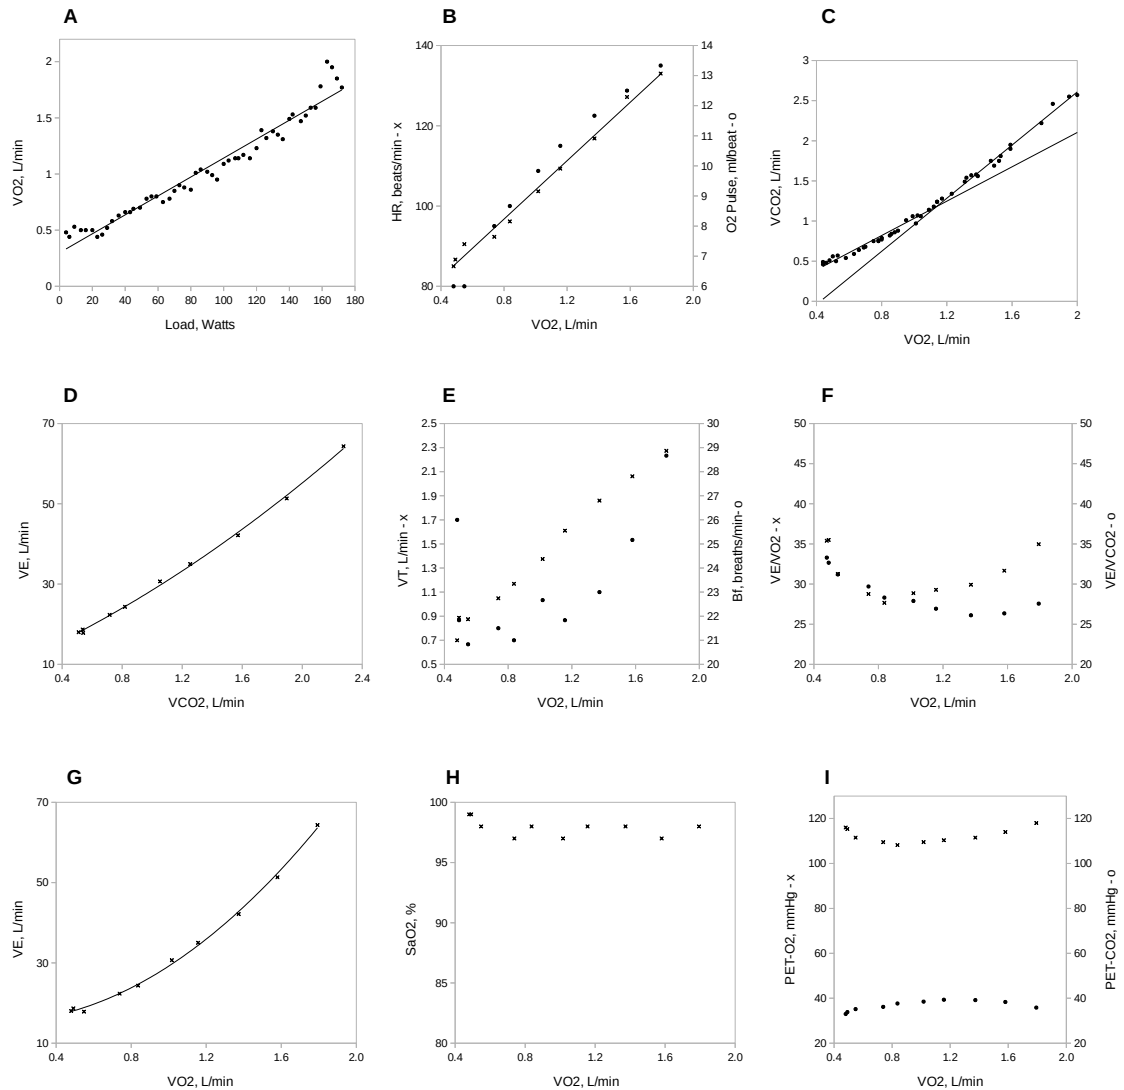 A
VO2, L/min
2
1.5
1
0.5
0
0 20 40 60 80 100 120 140 160 180
Load, Watts
B
HR, beats/min - x
140
120
100
80
O2 Pulse, ml/beat - o
14
13
12
11
10
9
8
7
6
0.4 0.8 1.2 1.6 2.0
VO2, L/min
C
VCO2, L/min
3
2.5
2
1.5
1
0.5
0
0.4 0.8 1.2 1.6 2
VO2, L/min
D
VE, L/min
70
50
30
10
0.4 0.8 1.2 1.6 2.0 2.4
VCO2, L/min
E
VT, L/min - x
2.5
2.3
2.1
1.9
1.7
1.5
1.3
1.1
0.9
0.7
0.5
Bf, breaths/min- o
30
29
28
27
26
25
24
23
22
21
20
0.4 0.8 1.2 1.6 2.0
VO2, L/min
F
VE/VO2 - x
50
45
40
35
30
25
20
VE/VCO2 - o
50
45
40
35
30
25
20
0.4 0.8 1.2 1.6 2.0
VO2, L/min
G
VE, L/min
70
50
30
10
0.4 0.8 1.2 1.6 2.0
VO2, L/min
H
SaO2, %
100
95
90
85
80
0.4 0.8 1.2 1.6 2.0
VO2, L/min
I
PET-O2, mmHg - x
120
100
80
60
40
20
PET-CO2, mmHg - o
120
100
80
60
40
20
0.4 0.8 1.2 1.6 2.0
VO2, L/min